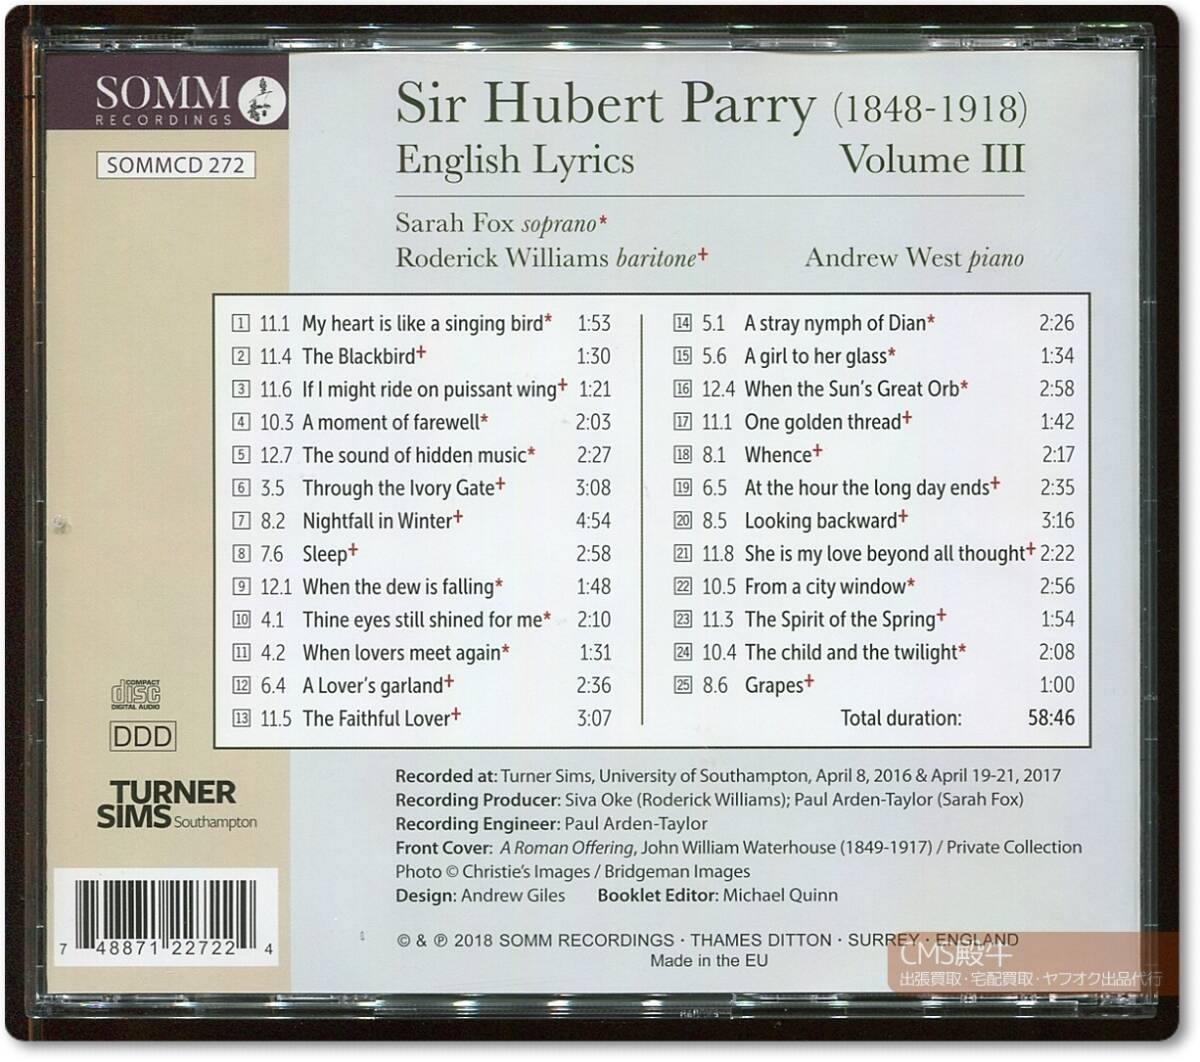 SOMM
RECORDINGS
SOMMCD 272
Sir Hubert Parry (1848-1918)
English Lyrics Volume III
Sarah Fox soprano*
Roderick Williams baritone† Andrew West piano
1 11.1 My heart is like a singing bird* 1:53
2 11.4 The Blackbird† 1:30
3 11.6 If I might ride on puissant wing† 1:21
4 10.3 A moment of farewell* 2:03
5 12.7 The sound of hidden music* 2:27
6 3.5 Through the Ivory Gate† 3:08
7 8.2 Nightfall in Winter† 4:54
8 7.6 Sleep† 2:58
9 12.1 When the dew is falling* 1:48
10 4.1 Thine eyes still shined for me* 2:10
11 4.2 When lovers meet again* 1:31
12 6.4 A Lover's garland† 2:36
13 11.5 The Faithful Lover† 3:07
14 5.1 A stray nymph of Dian* 2:26
15 5.6 A girl to her glass* 1:34
16 12.4 When the Sun's Great Orb* 2:58
17 11.1 One golden thread† 1:42
18 8.1 Whence† 2:17
19 6.5 At the hour the long day ends† 2:35
20 8.5 Looking backward† 3:16
21 11.8 She is my love beyond all thought† 2:22
22 10.5 From a city window* 2:56
23 11.3 The Spirit of the Spring† 1:54
24 10.4 The child and the twilight* 2:08
25 8.6 Grapes† 1:00
Total duration: 58:46
COMPACT
disc
DIGITAL AUDIO
DDD
TURNER
SIMS Southampton
Recorded at: Turner Sims, University of Southampton, April 8, 2016 & April 19-21, 2017
Recording Producer: Siva Oke (Roderick Williams); Paul Arden-Taylor (Sarah Fox)
Recording Engineer: Paul Arden-Taylor
Front Cover: A Roman Offering, John William Waterhouse (1849-1917) / Private Collection
Photo © Christie's Images / Bridgeman Images
Design: Andrew Giles Booklet Editor: Michael Quinn
© & ℗ 2018 SOMM RECORDINGS · THAMES DITTON · SURREY · ENGLAND
Made in the EU
7 48871 22722 4
CMS殿牛
出張買取・宅配買取・ヤフオク出品代行